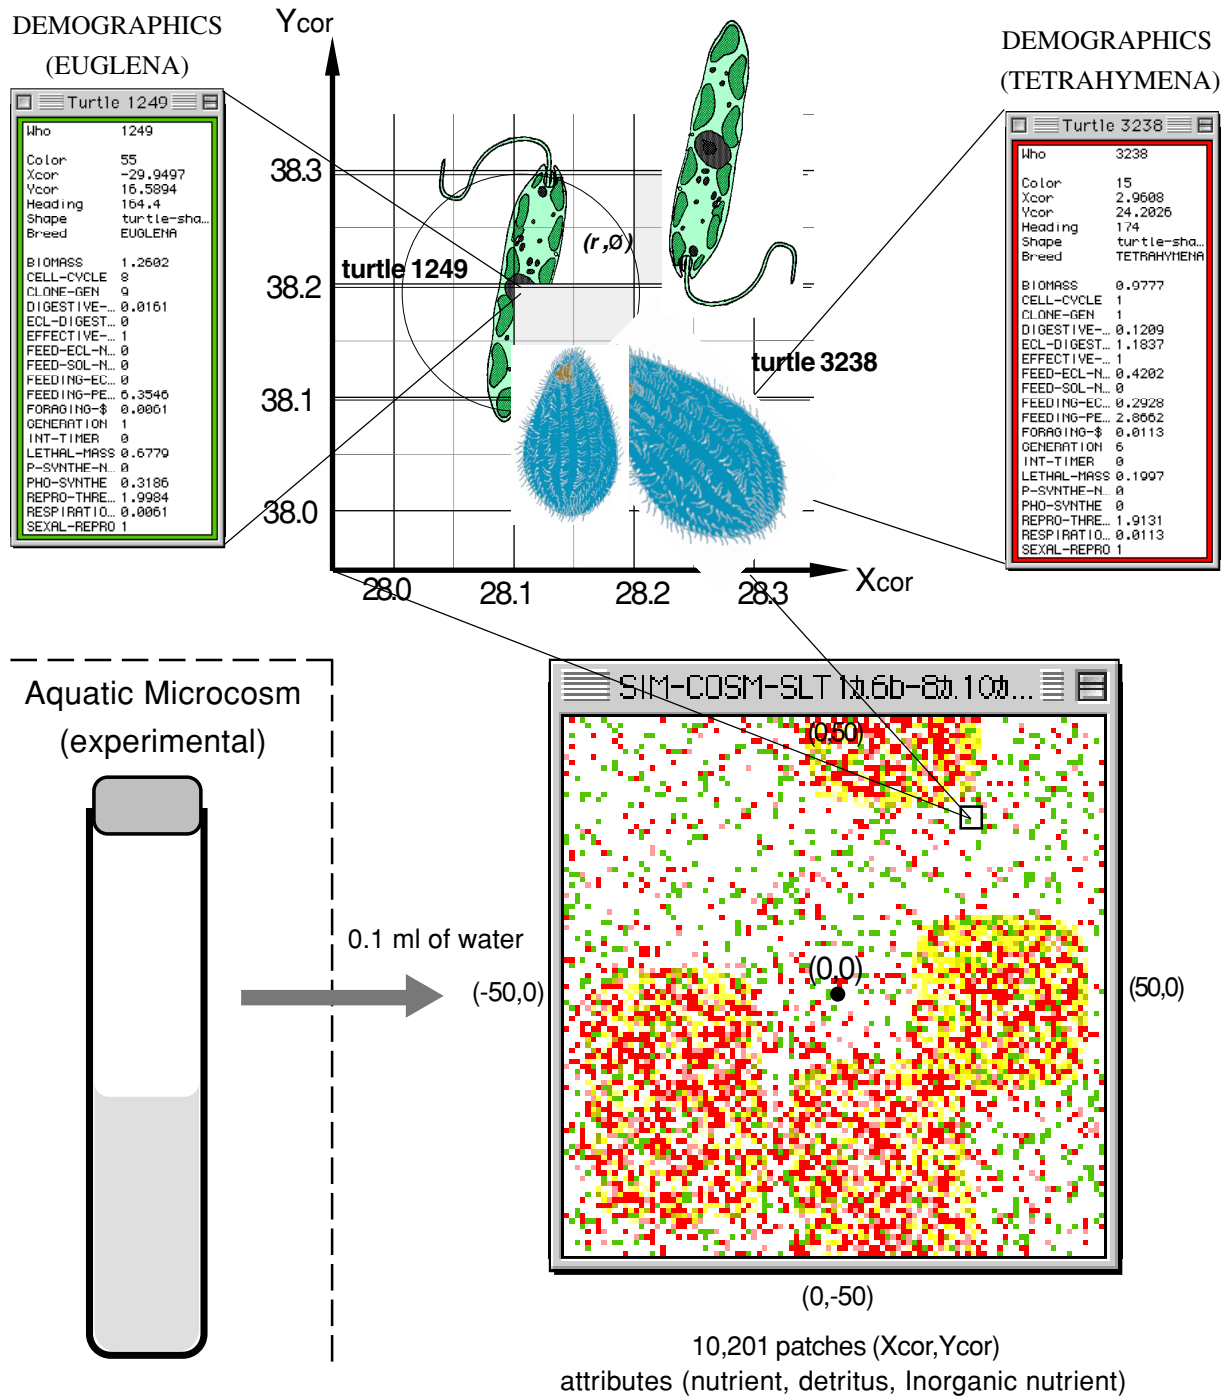 DEMOGRAPHICS
(EUGLENA)
Turtle 1249
Who 1249
Color 55
Xcor -29.9497
Ycor 16.5894
Heading 164.4
Shape turtle-sha...
Breed EUGLENA
BIOMASS 1.2602
CELL-CYCLE 8
CLONE-GEN 9
DIGESTIVE-... 0.0161
ECL-DIGEST... 0
EFFECTIVE-... 1
FEED-ECL-N... 0
FEED-SOL-N... 0
FEEDING-EC... 0
FEEDING-PE... 6.3546
FORAGING-$ 0.0061
GENERATION 1
INT-TIMER 0
LETHAL-MASS 0.6779
P-SYNTHE-N... 0
PHO-SYNTHE 0.3186
REPRO-THRE... 1.9984
RESPIRATIO... 0.0061
SEXAL-REPRO 1
Ycor
38.3
38.2
38.1
38.0
28.0
28.1
28.2
28.3
Xcor
(r ,Ø)
turtle 1249
turtle 3238
DEMOGRAPHICS
(TETRAHYMENA)
Turtle 3238
Who 3238
Color 15
Xcor 2.9608
Ycor 24.2026
Heading 174
Shape turtle-sha...
Breed TETRAHYMENA
BIOMASS 0.9777
CELL-CYCLE 1
CLONE-GEN 1
DIGESTIVE-... 0.1209
ECL-DIGEST... 1.1837
EFFECTIVE-... 1
FEED-ECL-N... 0.4202
FEED-SOL-N... 0
FEEDING-EC... 0.2928
FEEDING-PE... 2.8662
FORAGING-$ 0.0113
GENERATION 6
INT-TIMER 0
LETHAL-MASS 0.1997
P-SYNTHE-N... 0
PHO-SYNTHE 0
REPRO-THRE... 1.9131
RESPIRATIO... 0.0113
SEXAL-REPRO 1
Aquatic Microcosm
(experimental)
0.1 ml of water
SIM-COSM-SLT
(0,50)
(-50,0)
(0,0)
(50,0)
(0,-50)
10,201 patches (Xcor,Ycor)
attributes (nutrient, detritus, Inorganic nutrient)